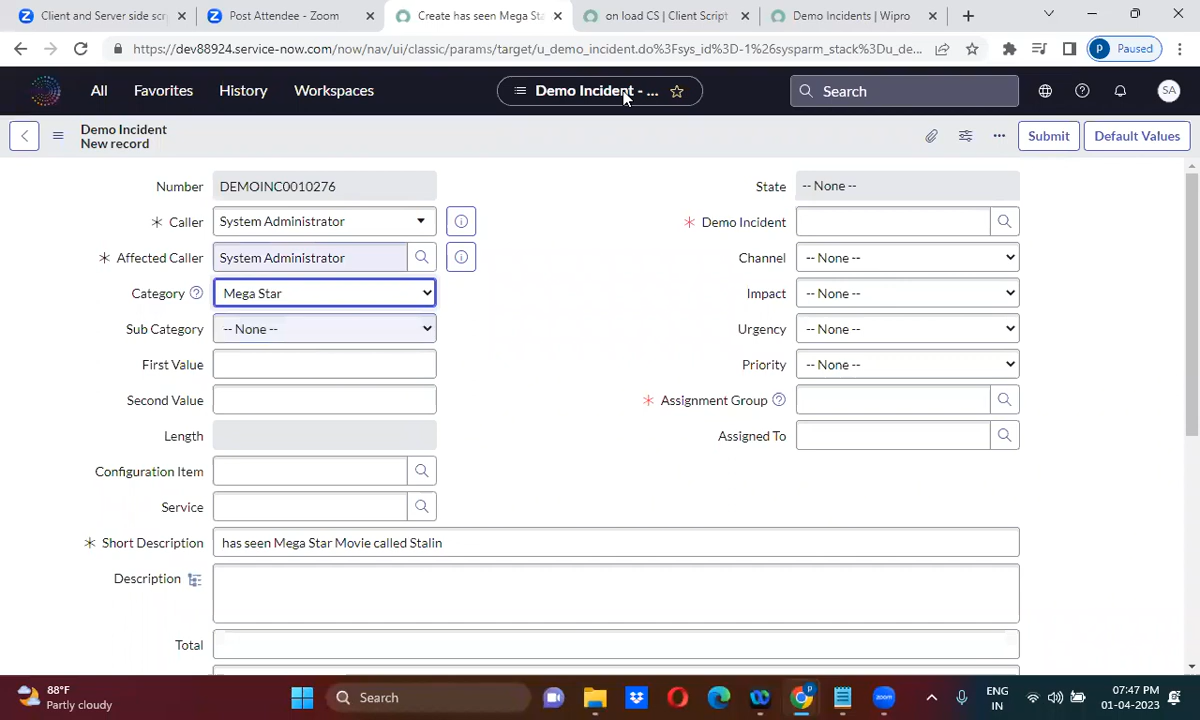 Client and Server side scr
Post Attendee - Zoom
Create has seen Mega Sta
on load CS | Client Script
Demo Incidents | Wipro
https://dev88924.service-now.com/now/nav/ui/classic/params/target/u_demo_incident.do%3Fsys_id%3D-1%26sysparm_stack%3Du_de...
P Paused
All Favorites History Workspaces
Demo Incident - ...
Search
SA
Demo Incident
New record
Submit
Default Values
Number DEMOINC0010276
State -- None --
* Caller System Administrator
* Demo Incident
* Affected Caller System Administrator
Channel -- None --
Category Mega Star
Impact -- None --
Sub Category -- None --
Urgency -- None --
First Value
Priority -- None --
Second Value
* Assignment Group
Length
Assigned To
Configuration Item
Service
* Short Description has seen Mega Star Movie called Stalin
Description
Total
88°F
Partly cloudy
Search
zoom
ENG
IN
07:47 PM
01-04-2023